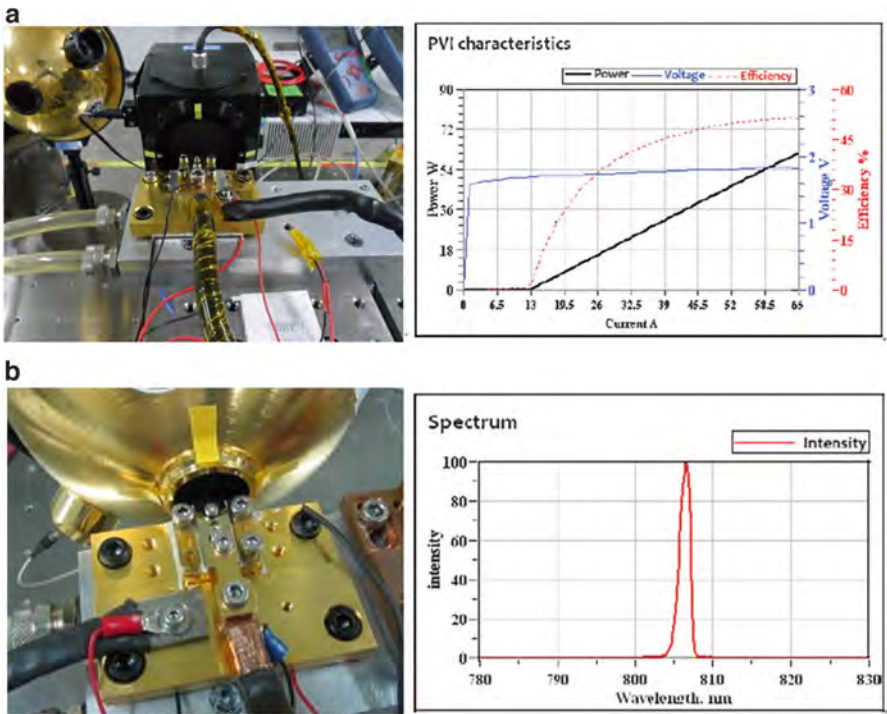 a
PVI characteristics
Power Voltage Efficiency
90
72
54
36
18
0
Power W
3
2
1
0
Voltage V
60
45
30
15
0
Efficiency %
0 6.5 13 19.5 26 32.5 39 45.5 52 58.5 65
Current A
b
Spectrum
Intensity
100
80
60
40
20
0
intensity
780 790 800 810 820 830
Wavelength, nm